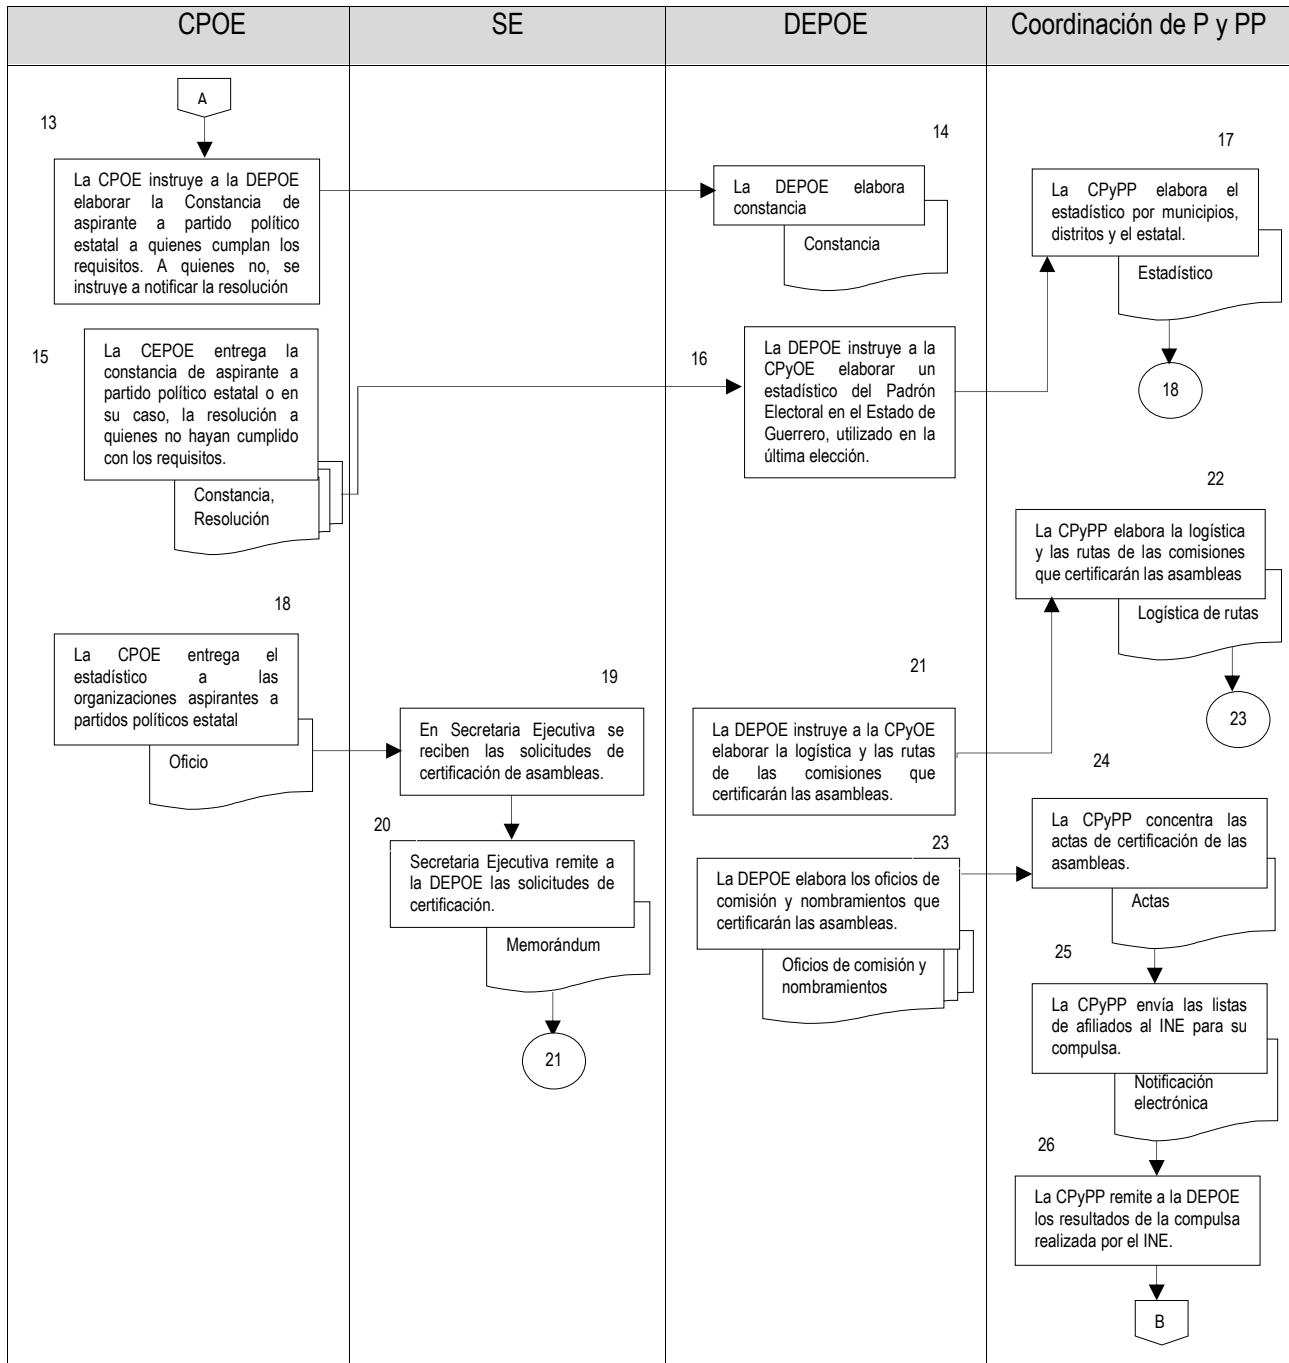 CPOE
SE
DEPOE
Coordinación de P y PP
A
13
La CPOE instruye a la DEPOE
elaborar la Constancia de
aspirante a partido político
estatal a quienes cumplan los
requisitos. A quienes no, se
instruye a notificar la resolución
14
La DEPOE elabora
constancia
Constancia
15
La CEPOE entrega la
constancia de aspirante a
partido político estatal o en
su caso, la resolución a
quienes no hayan cumplido
con los requisitos.
Constancia,
Resolución
16
La DEPOE instruye a la
CPyOE elaborar un
estadístico del Padrón
Electoral en el Estado de
Guerrero, utilizado en la
última elección.
17
La CPyPP elabora el
estadístico por municipios,
distritos y el estatal.
Estadístico
18
18
La CPOE entrega el
estadístico a las
organizaciones aspirantes a
partidos políticos estatal
Oficio
19
En Secretaria Ejecutiva se
reciben las solicitudes de
certificación de asambleas.
20
Secretaria Ejecutiva remite a
la DEPOE las solicitudes de
certificación.
Memorándum
21
21
La DEPOE instruye a la CPyOE
elaborar la logística y las rutas
de las comisiones que
certificarán las asambleas.
22
La CPyPP elabora la logística
y las rutas de las comisiones
que certificarán las asambleas
Logística de rutas
23
23
La DEPOE elabora los oficios de
comisión y nombramientos que
certificarán las asambleas.
Oficios de comisión y
nombramientos
24
La CPyPP concentra las
actas de certificación de las
asambleas.
Actas
25
La CPyPP envía las listas
de afiliados al INE para su
compulsa.
Notificación
electrónica
26
La CPyPP remite a la DEPOE
los resultados de la compulsa
realizada por el INE.
B